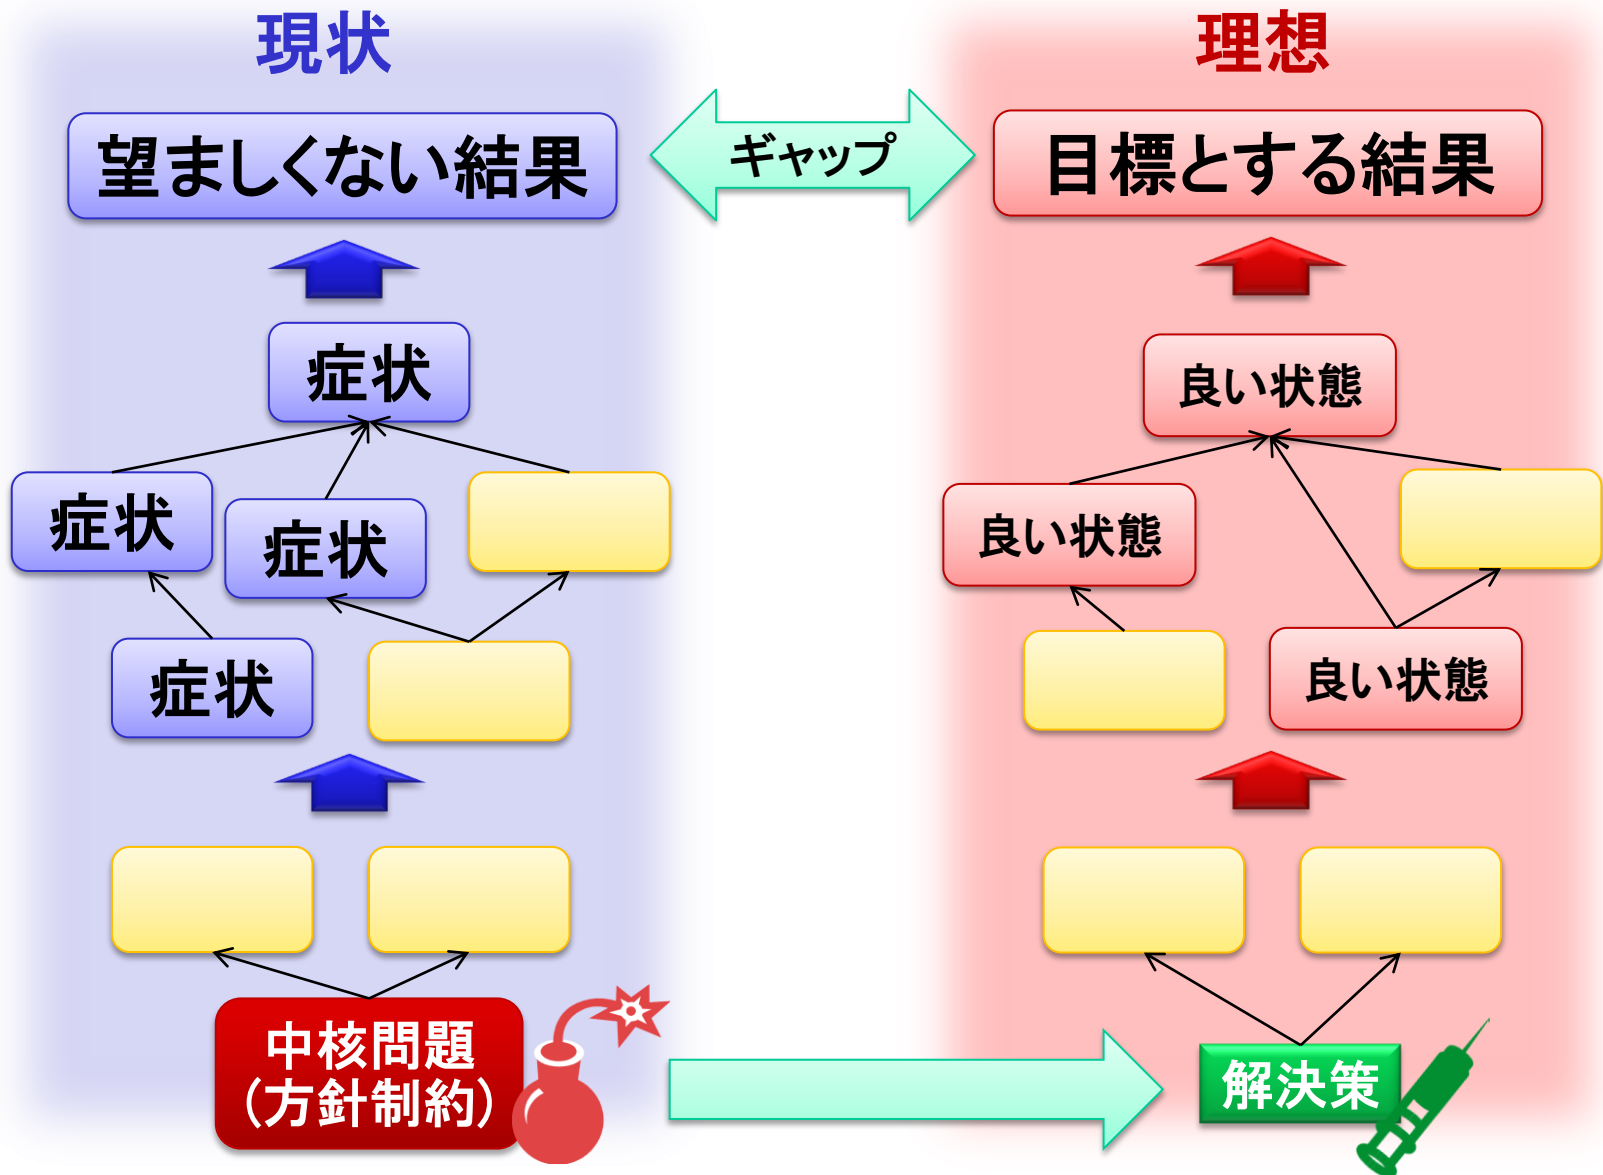 現状
理想
望ましくない結果
ギャップ
目標とする結果
症状
良い状態
症状
症状
良い状態
症状
良い状態
中核問題
（方針制約）
解決策